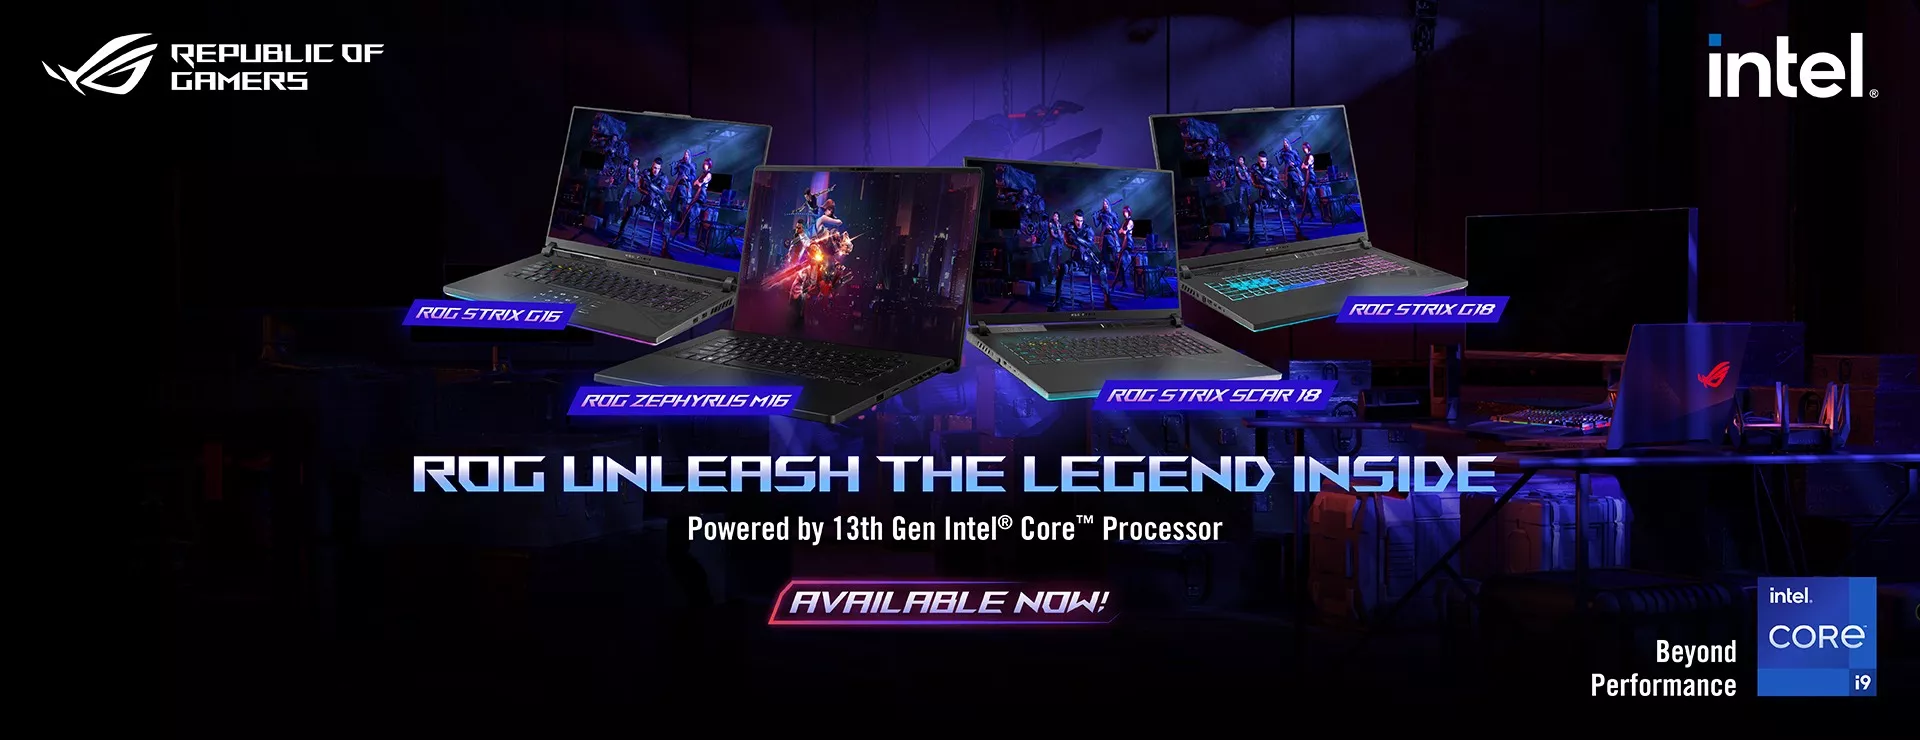 REPUBLIC OF
GAMERS
intel®
ROG STRIX G16
ROG STRIX G18
ROG ZEPHYRUS M16
ROG STRIX SCAR 18
ROG UNLEASH THE LEGEND INSIDE
Powered by 13th Gen Intel® Core™ Processor
AVAILABLE NOW!
Beyond
Performance
intel.
CORE™
i9